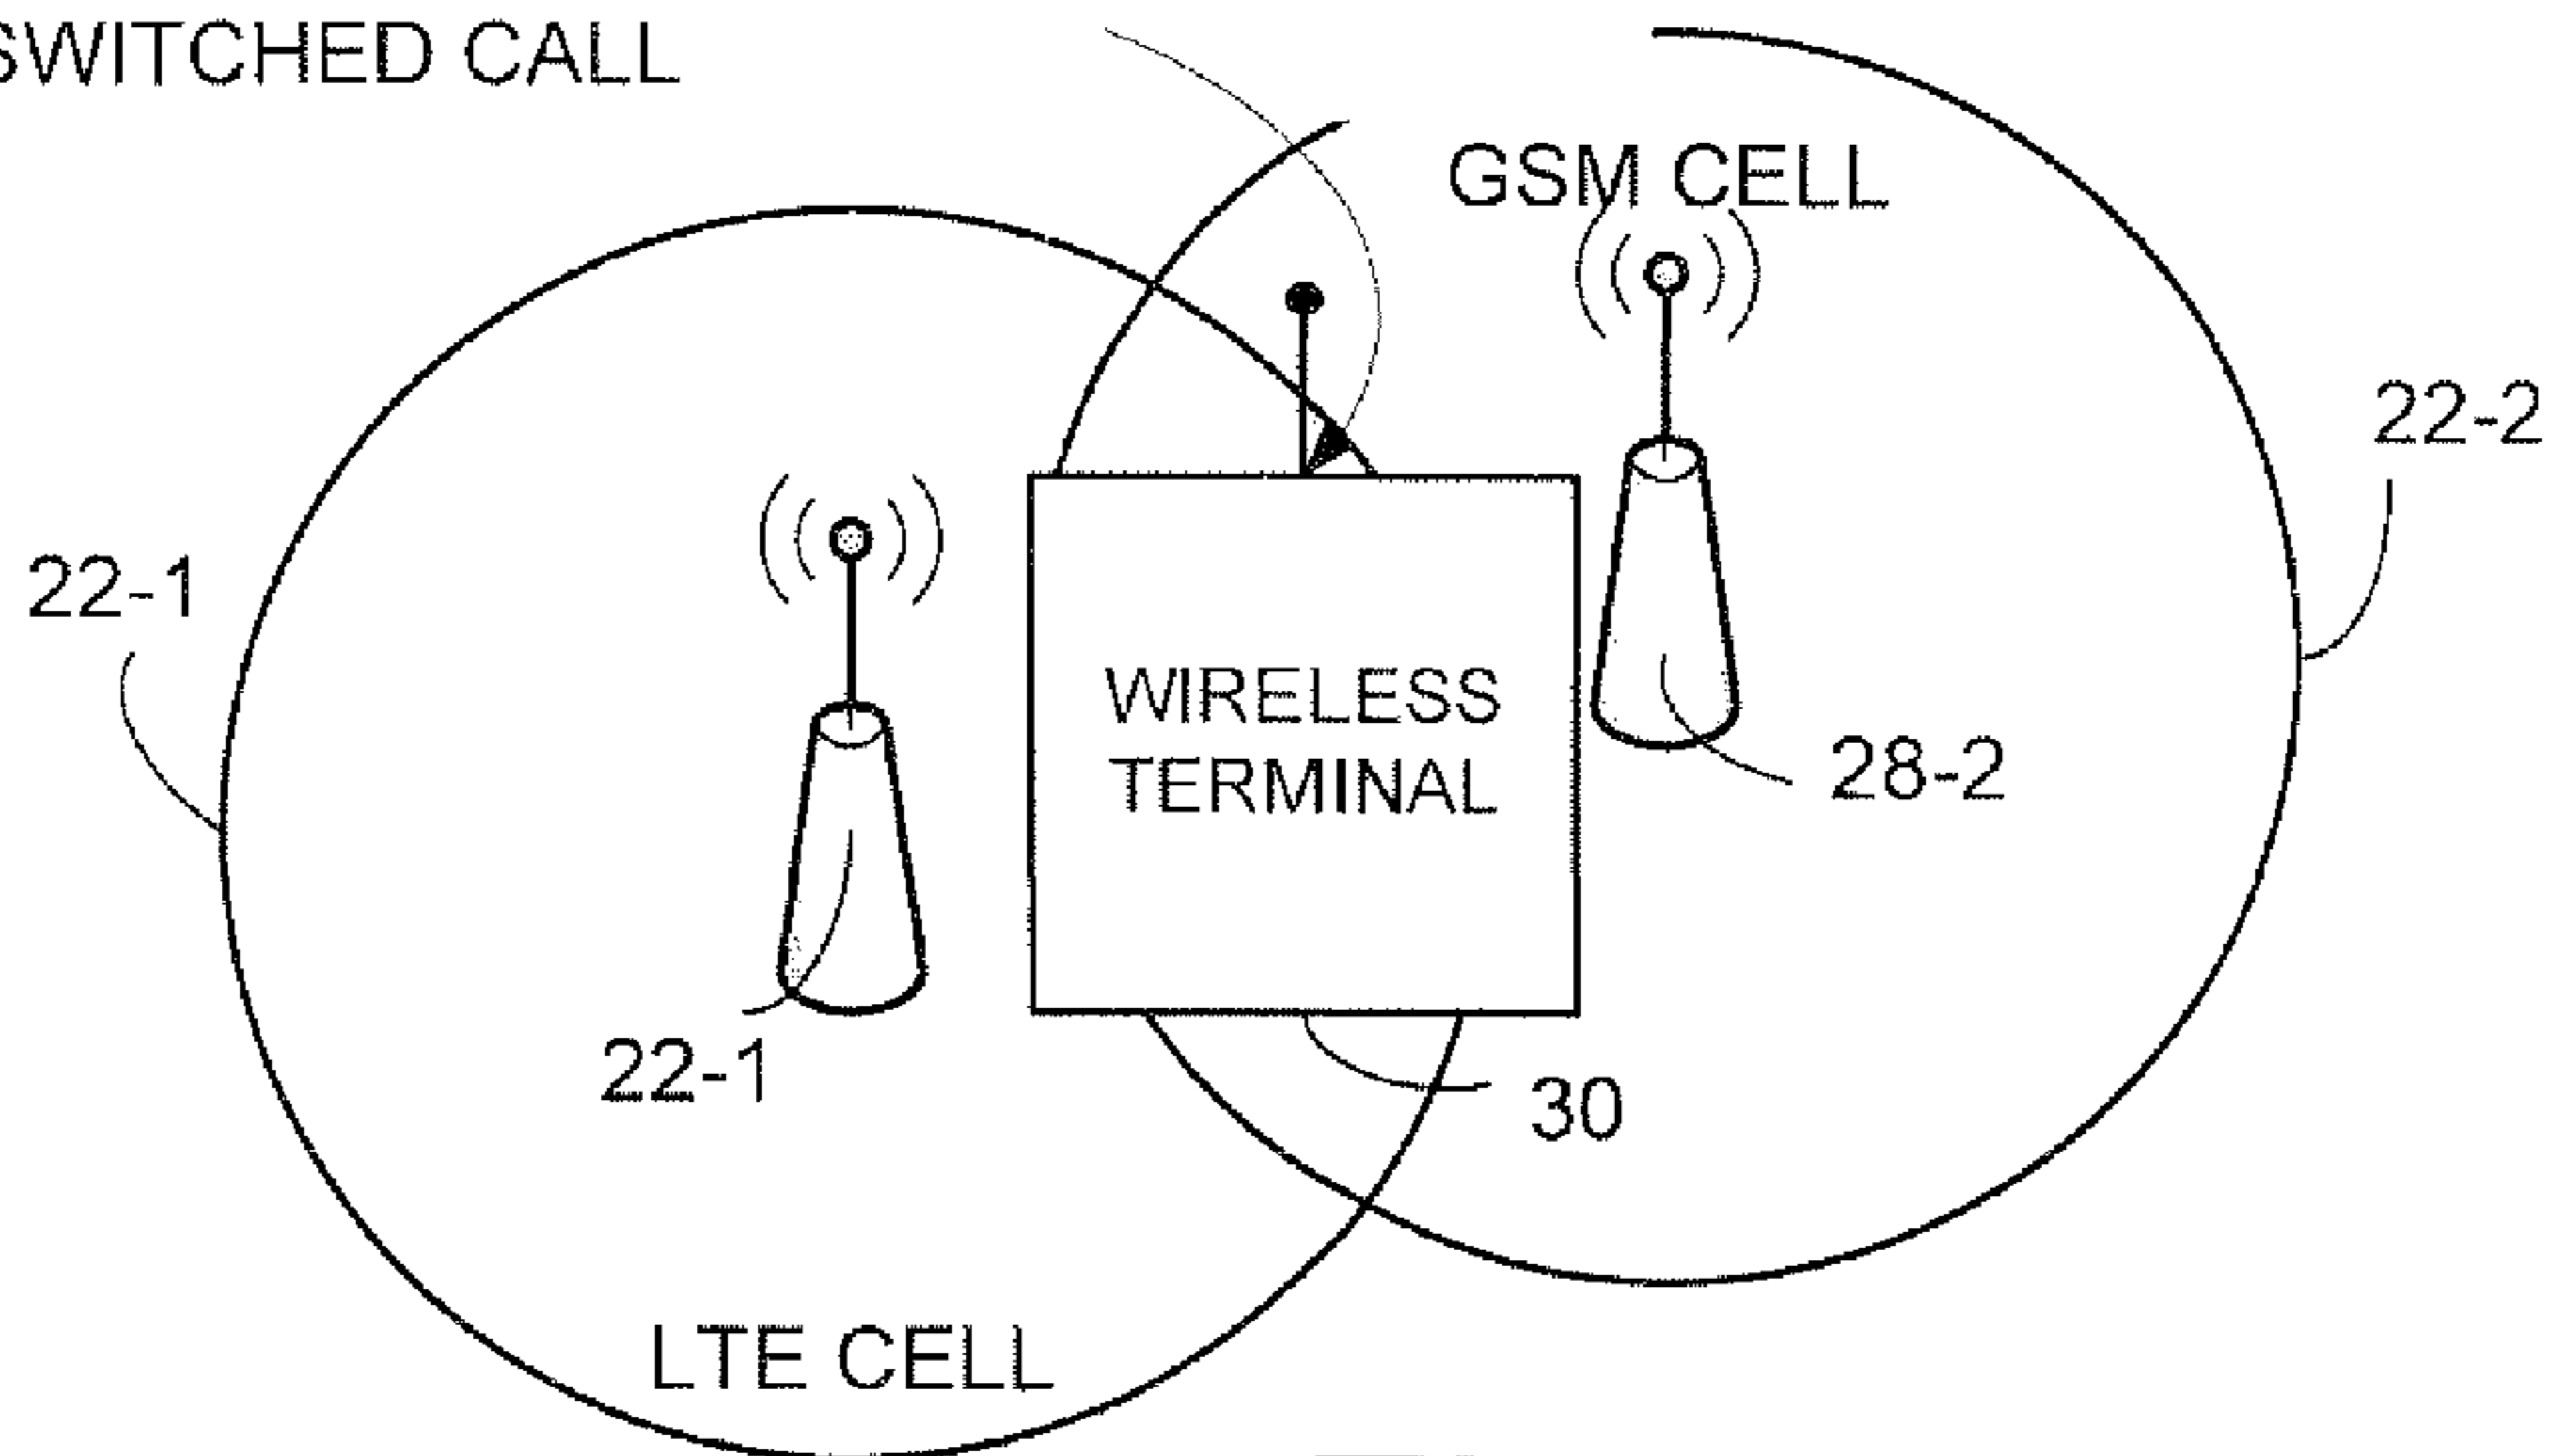 SWITCHED CALL
GSM CELL
22-2
22-1
WIRELESS
TERMINAL
28-2
22-1
30
LTE CELL